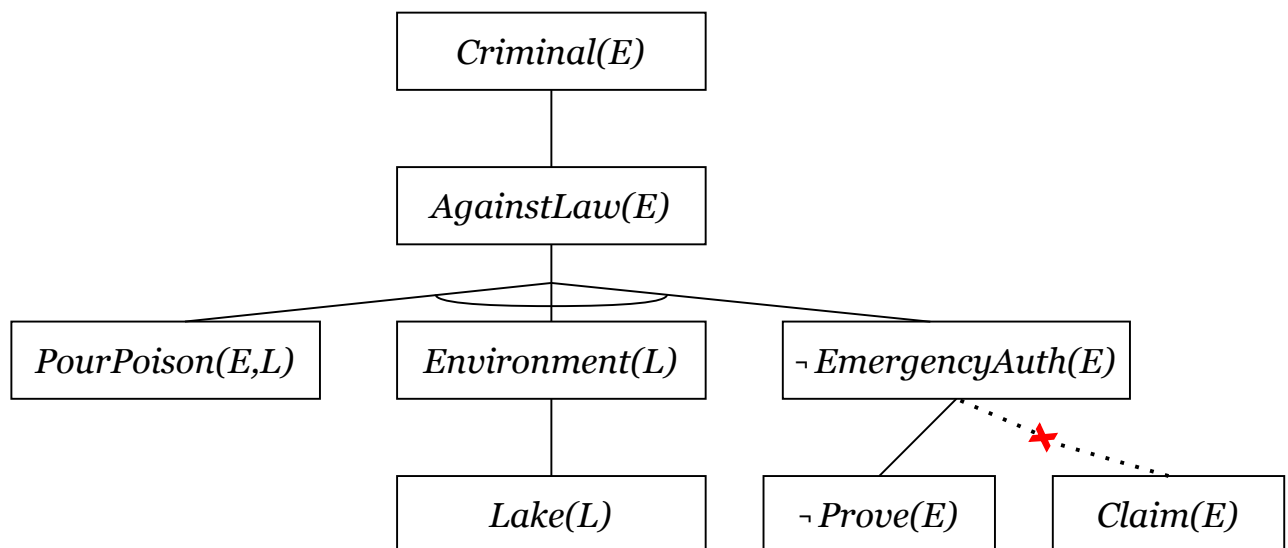 Criminal(E)
AgainstLaw(E)
PourPoison(E,L)
Environment(L)
¬ EmergencyAuth(E)
Lake(L)
¬ Prove(E)
Claim(E)